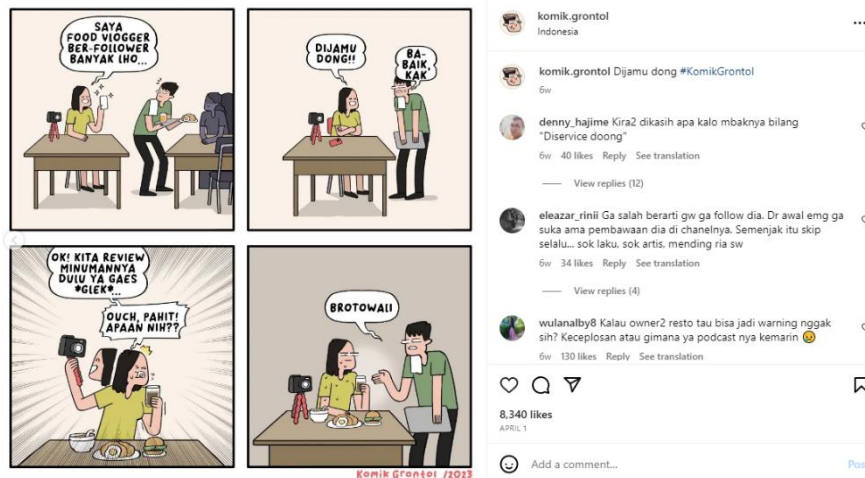 SAYA
FOOD VLOGGER
BER-FOLLOWER
BANYAK LHO...
DIJAMU
DONG!!
BA-
BAIK,
KAK
OK! KITA REVIEW
MINUMANNYA
DULU YA GAES
*GLEK*...
OUCH, PAHIT!
APAAN NIH??
BROTOWALI
Komik Grontol /2023
komik.grontol
Indonesia
komik.grontol Dijamu dong #KomikGrontol
6w
denny_hajime Kira2 dikasih apa kalo mbaknya bilang
"Diservice doong"
6w 40 likes Reply See translation
View replies (12)
eleazar_rinii Ga salah berarti gw ga follow dia. Dr awal emg ga
suka ama pembawaan dia di chanelnya. Semenjak itu skip
selalu... sok laku, sok artis, mending ria sw
6w 34 likes Reply See translation
View replies (4)
wulanalby8 Kalau owner2 resto tau bisa jadi warning nggak
sih? Keceplosan atau gimana ya podcast nya kemarin 😥
6w 130 likes Reply See translation
8,340 likes
APRIL 1
Add a comment...
Post